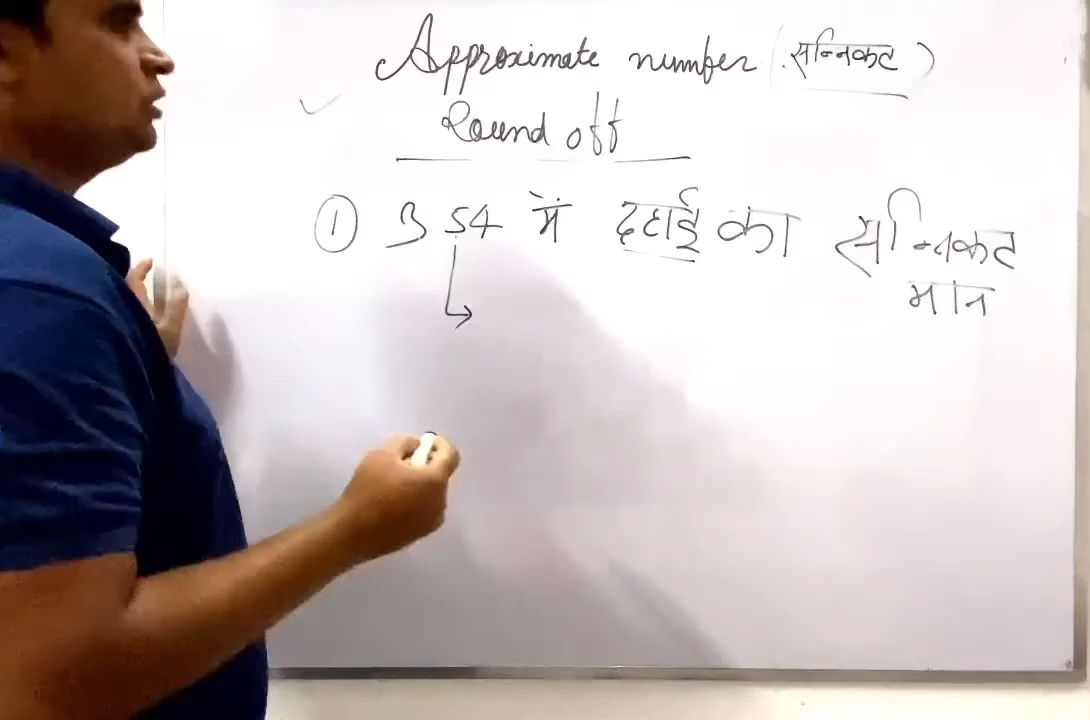 Approximate number (सन्निकट)
Round off
① 354 में दहाई का सन्निकट
मान